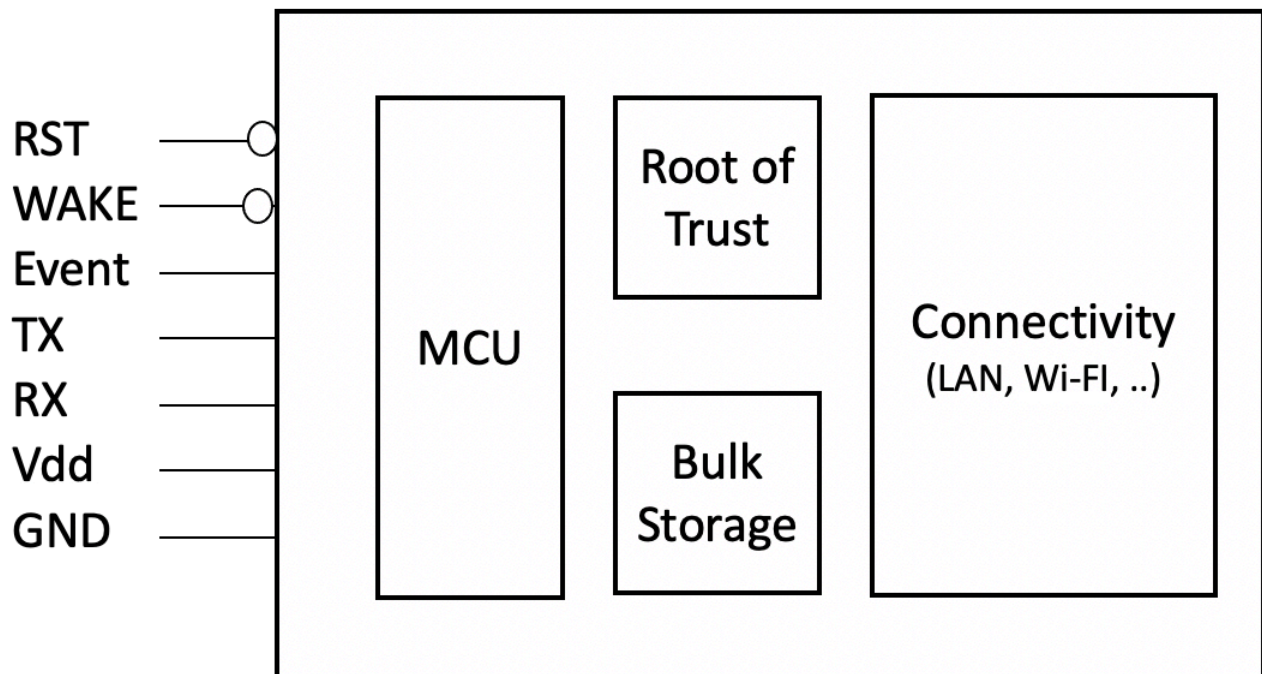 RST
WAKE
Event
TX
RX
Vdd
GND
MCU
Root of
Trust
Bulk
Storage
Connectivity
(LAN, Wi-FI, ..)